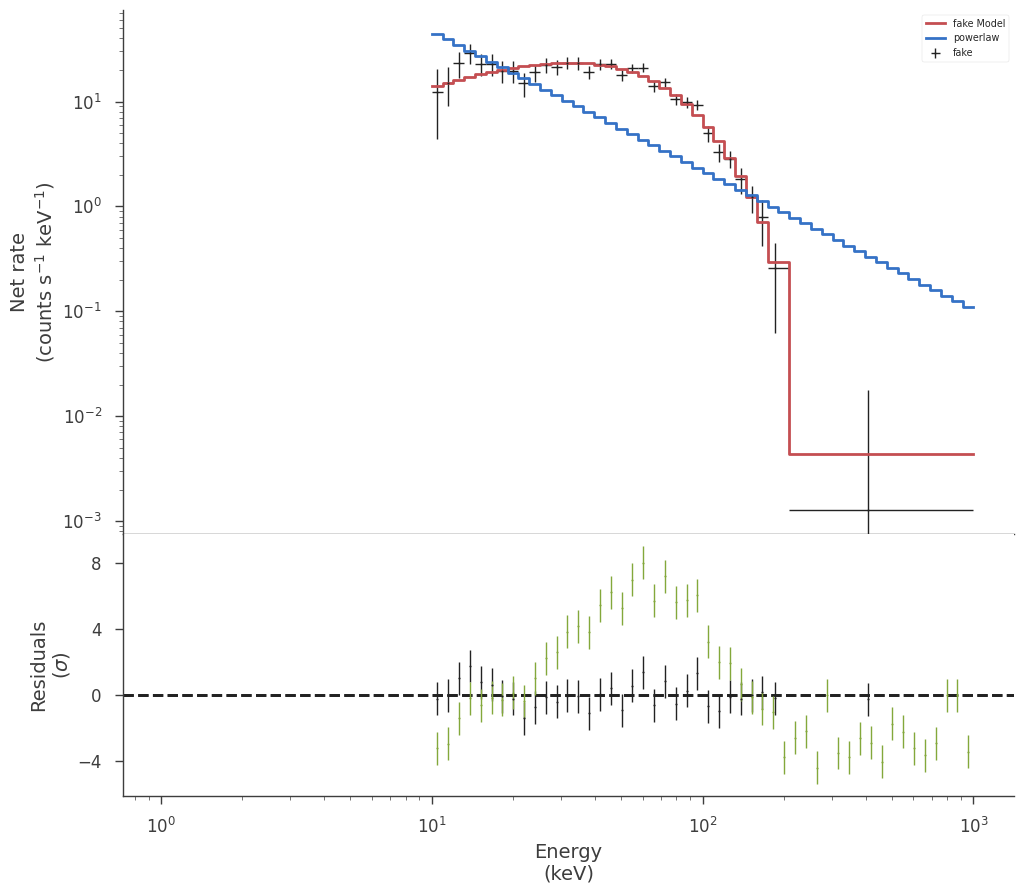 fake Model
powerlaw
fake
Net rate
(counts s⁻¹ keV⁻¹)
10¹
10⁰
10⁻¹
10⁻²
10⁻³
Residuals
(σ)
8
4
0
−4
10⁰
10¹
10²
10³
Energy
(keV)